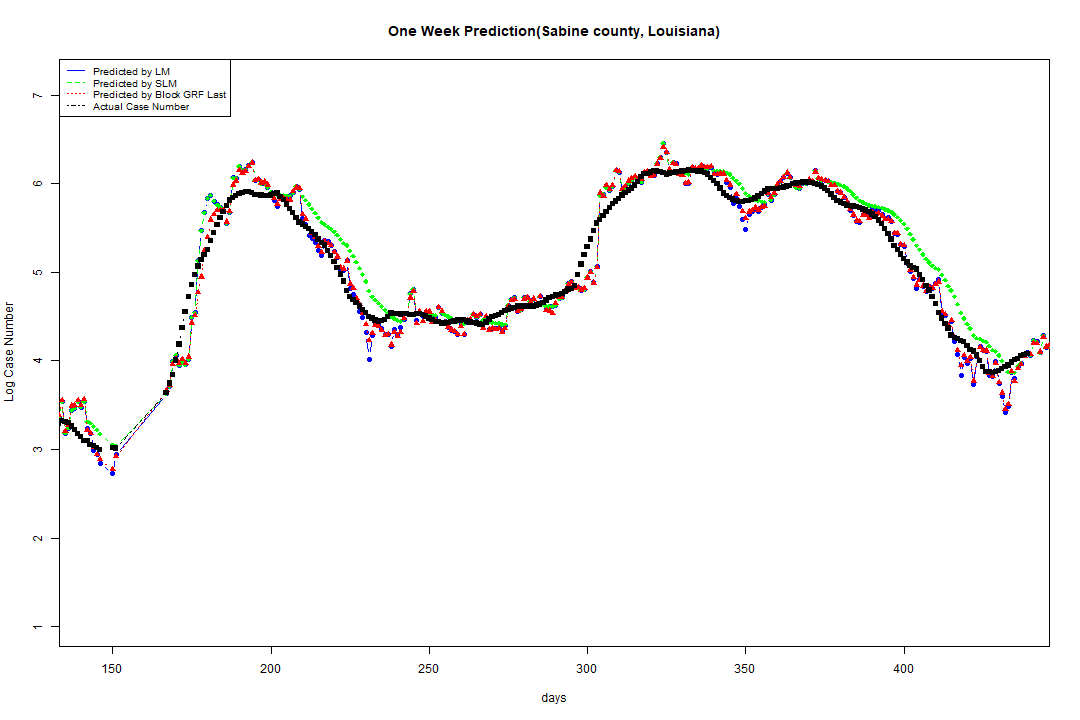 One Week Prediction(Sabine county, Louisiana)
Predicted by LM
Predicted by SLM
Predicted by Block GRF Last
Actual Case Number
7
6
5
4
3
2
1
Log Case Number
150 200 250 300 350 400
days